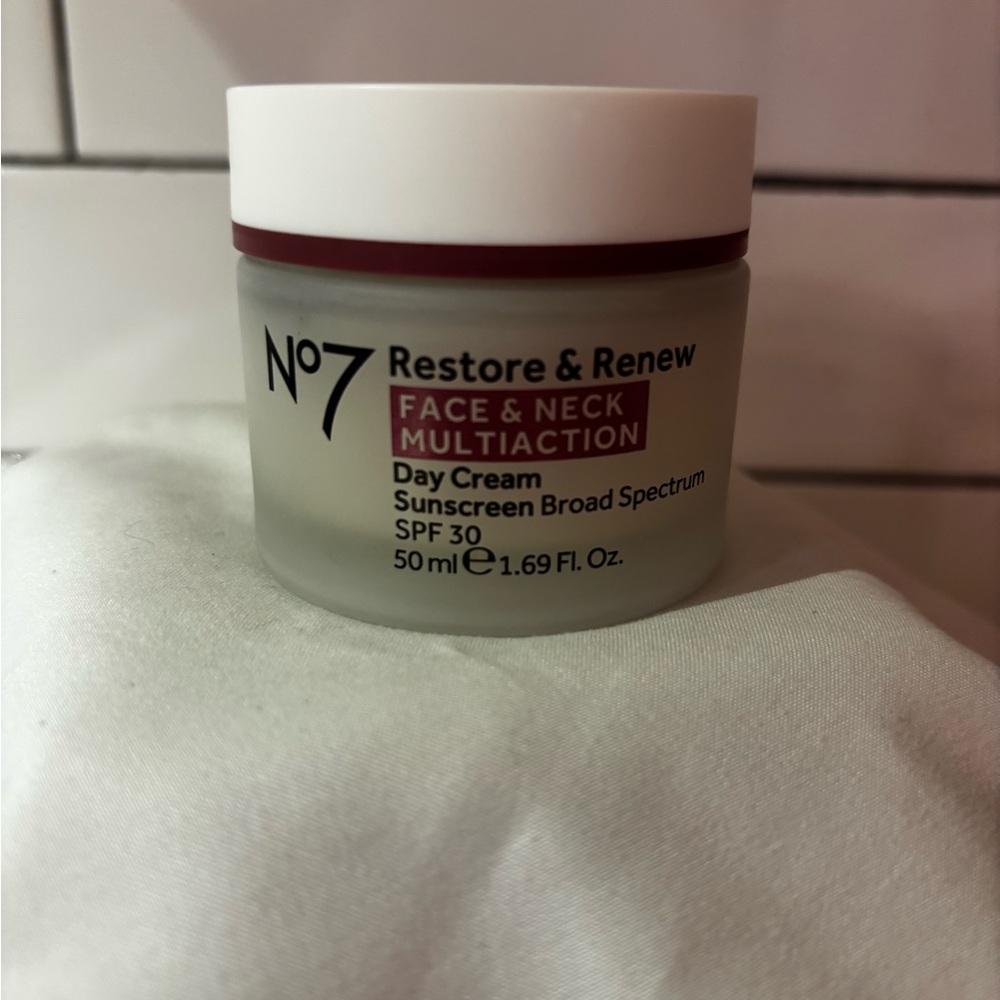 No7
Restore & Renew
FACE & NECK
MULTIACTION
Day Cream
Sunscreen Broad Spectrum
SPF 30
50 ml ℮ 1.69 Fl. Oz.